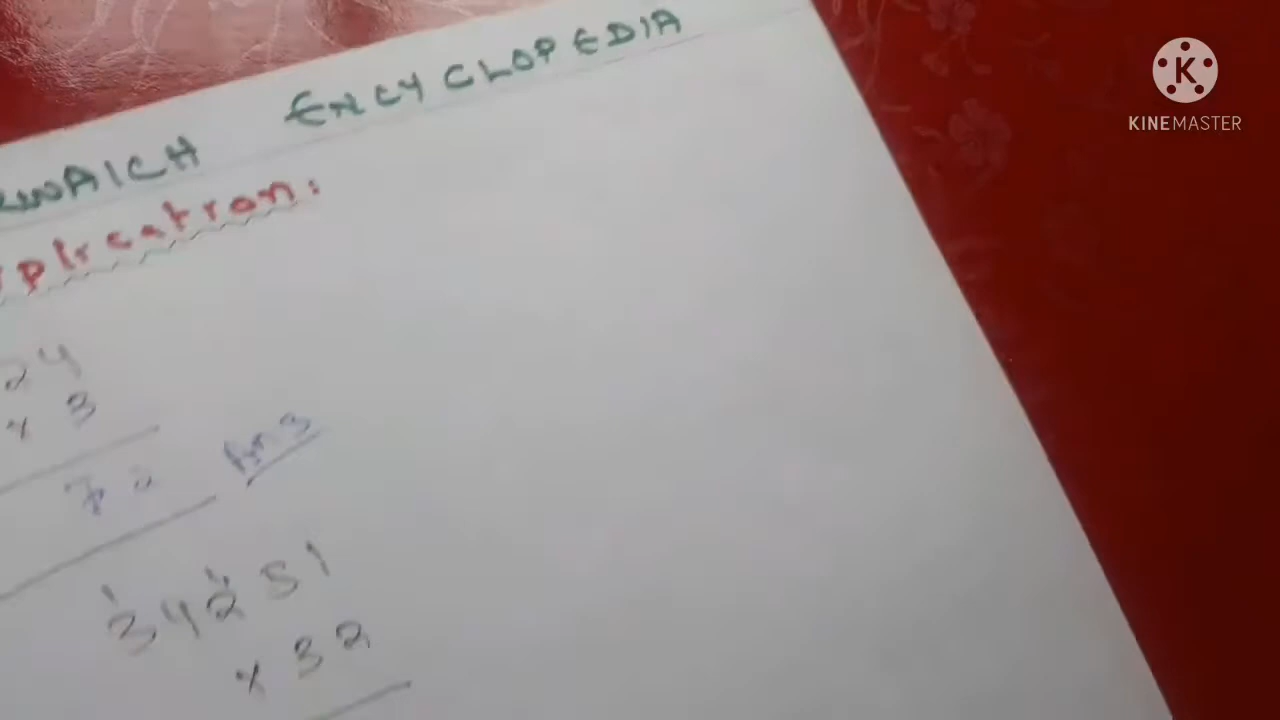 ENCYCLOPEDIA
24
× 3
72 Ans
34251
× 32
KINEMASTER